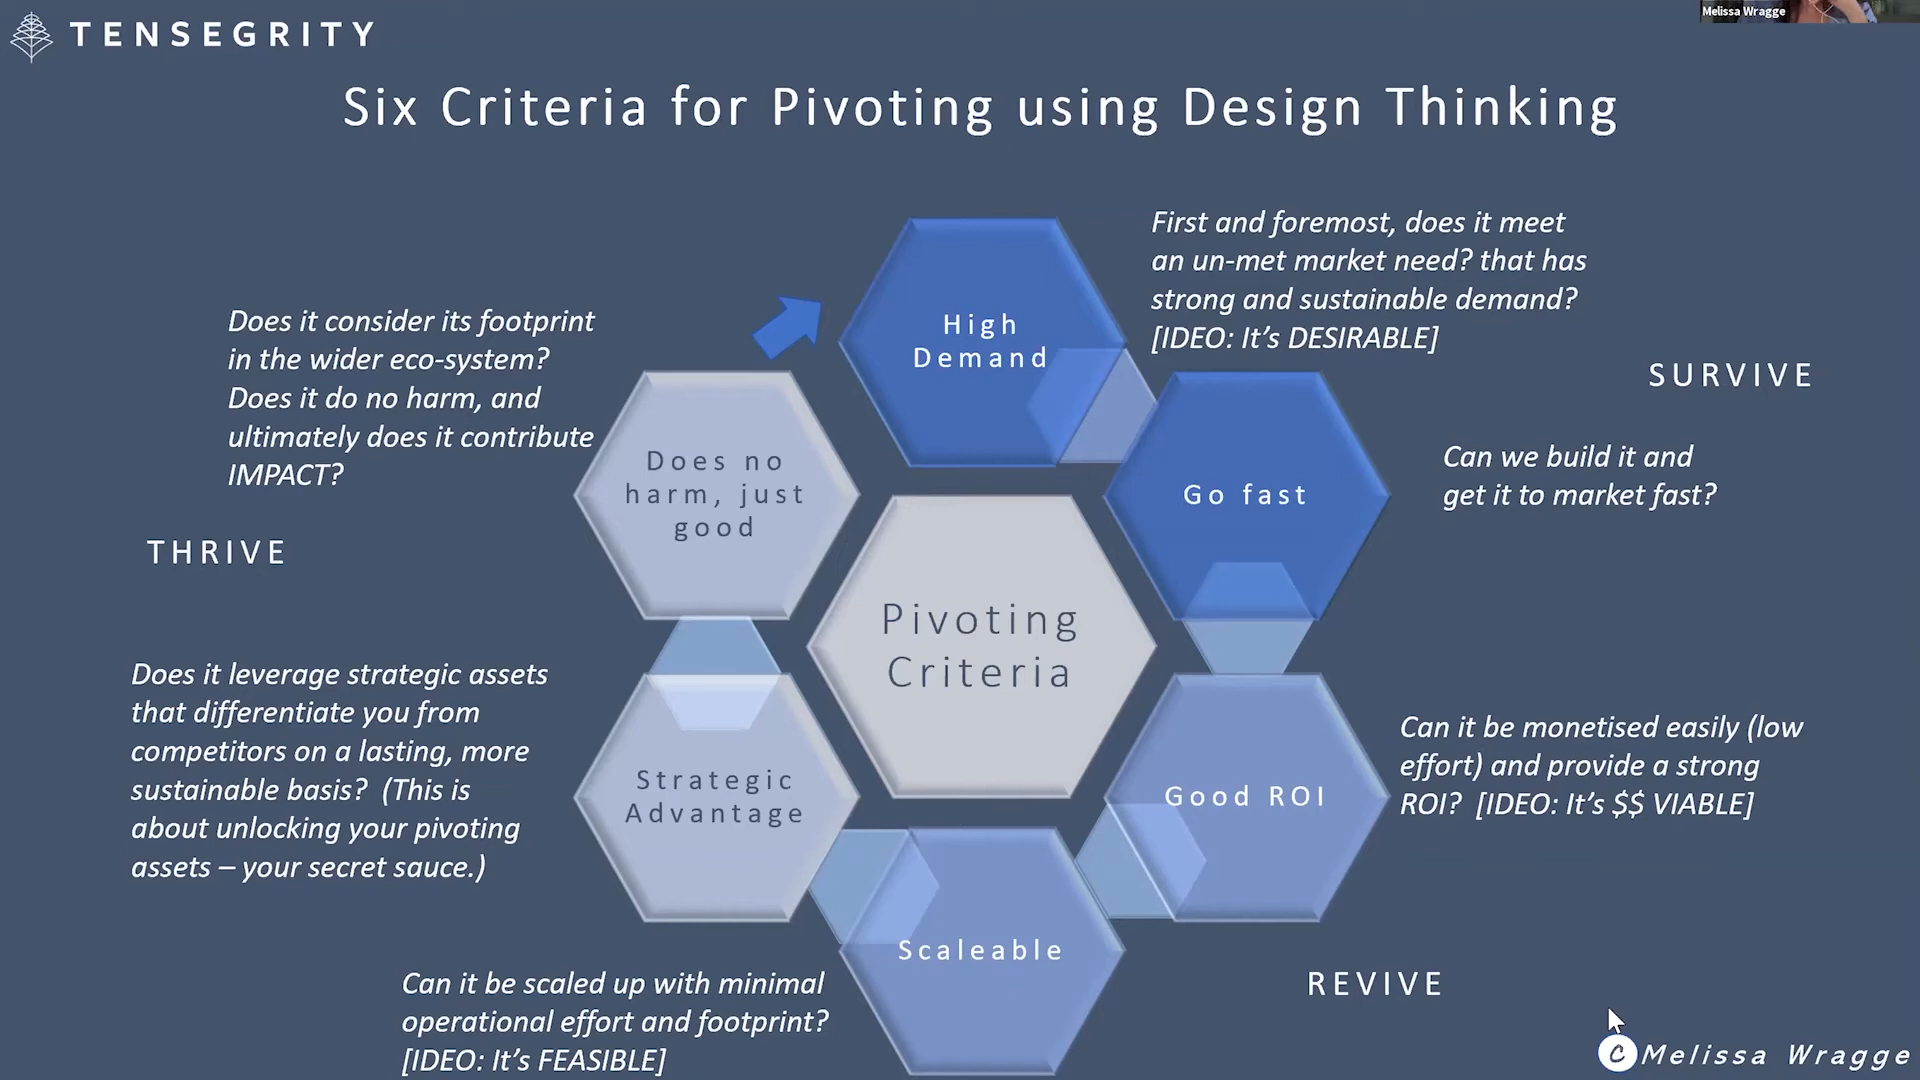 Melissa Wragge
TENSEGRITY
Six Criteria for Pivoting using Design Thinking
First and foremost, does it meet
an un-met market need? that has
strong and sustainable demand?
[IDEO: It's DESIRABLE]
High
Demand
SURVIVE
Go fast
Can we build it and
get it to market fast?
Good ROI
Can it be monetised easily (low
effort) and provide a strong
ROI? [IDEO: It's $$ VIABLE]
REVIVE
Scaleable
Can it be scaled up with minimal
operational effort and footprint?
[IDEO: It's FEASIBLE]
Strategic
Advantage
Does it leverage strategic assets
that differentiate you from
competitors on a lasting, more
sustainable basis? (This is
about unlocking your pivoting
assets – your secret sauce.)
THRIVE
Does no
harm, just
good
Does it consider its footprint
in the wider eco-system?
Does it do no harm, and
ultimately does it contribute
IMPACT?
Pivoting
Criteria
C Melissa Wragge